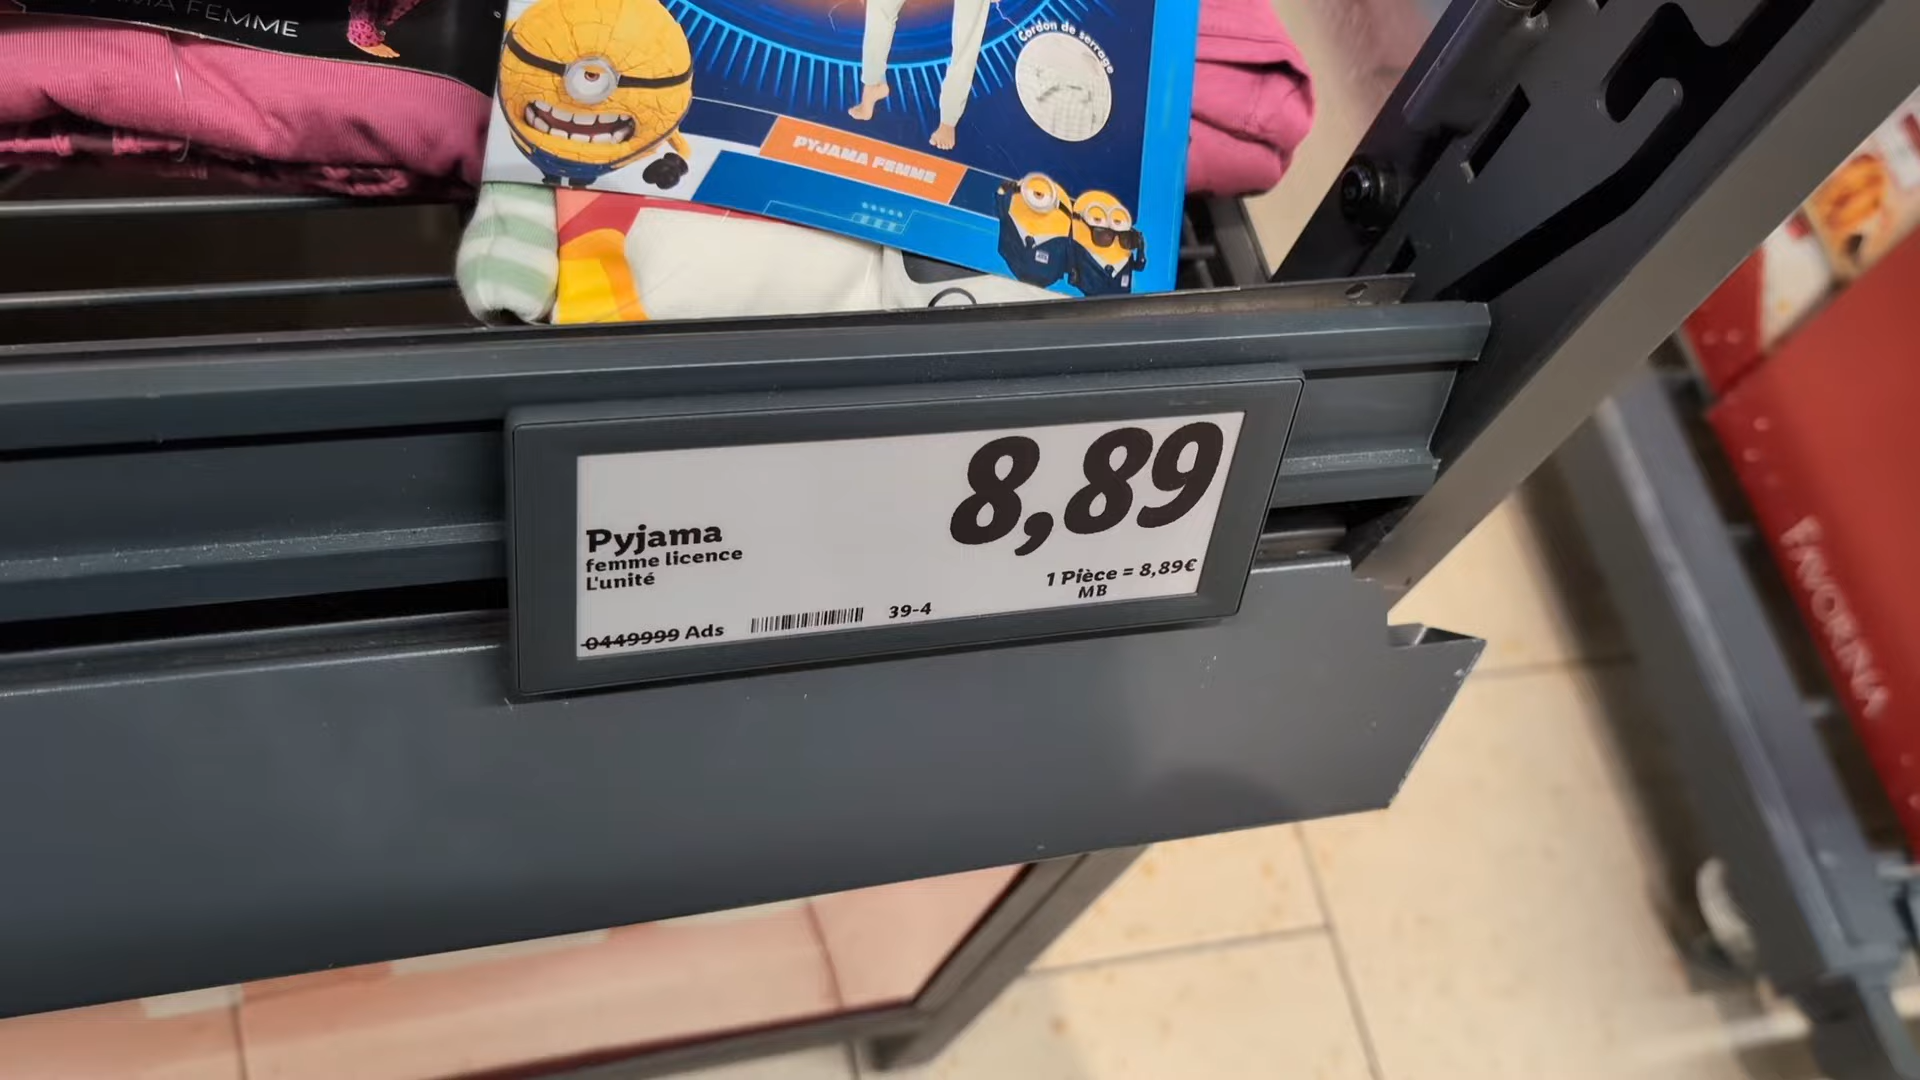 FEMME
Cordon de serrage
PYJAMA FEMME
8,89
Pyjama
femme licence
L'unité
1 Pièce = 8,89€
MB
0449999 Ads
39-4
FAVORINA